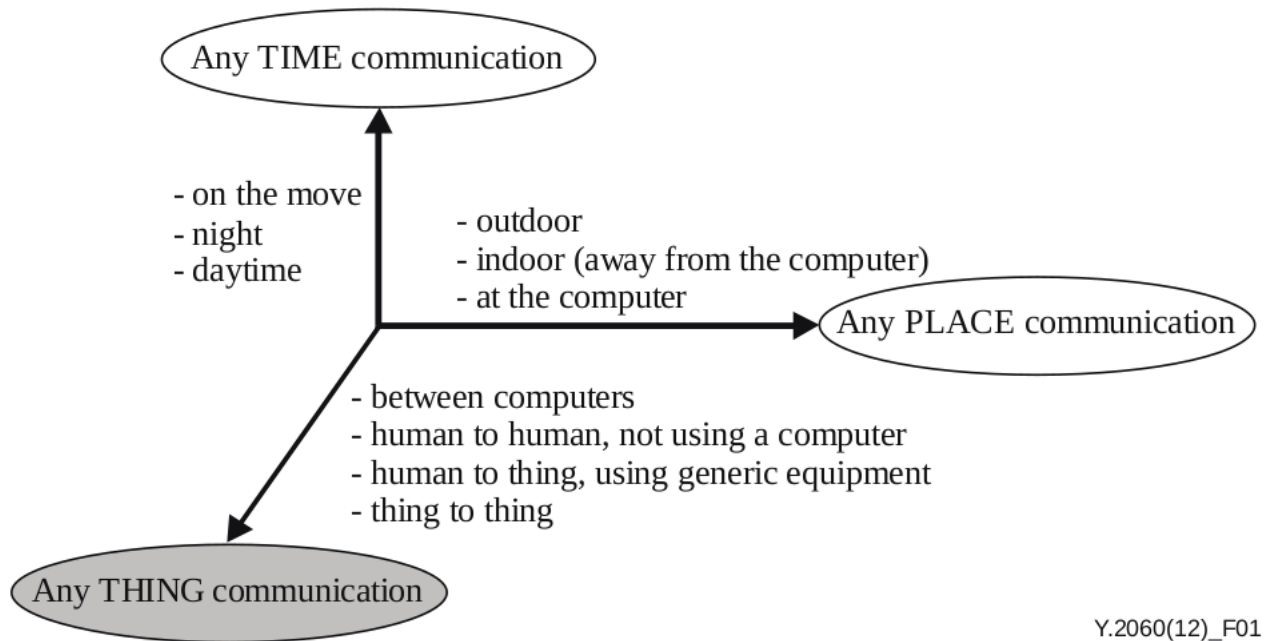 Any TIME communication
- on the move
- night
- daytime
- outdoor
- indoor (away from the computer)
- at the computer
Any PLACE communication
- between computers
- human to human, not using a computer
- human to thing, using generic equipment
- thing to thing
Any THING communication
Y.2060(12)_F01